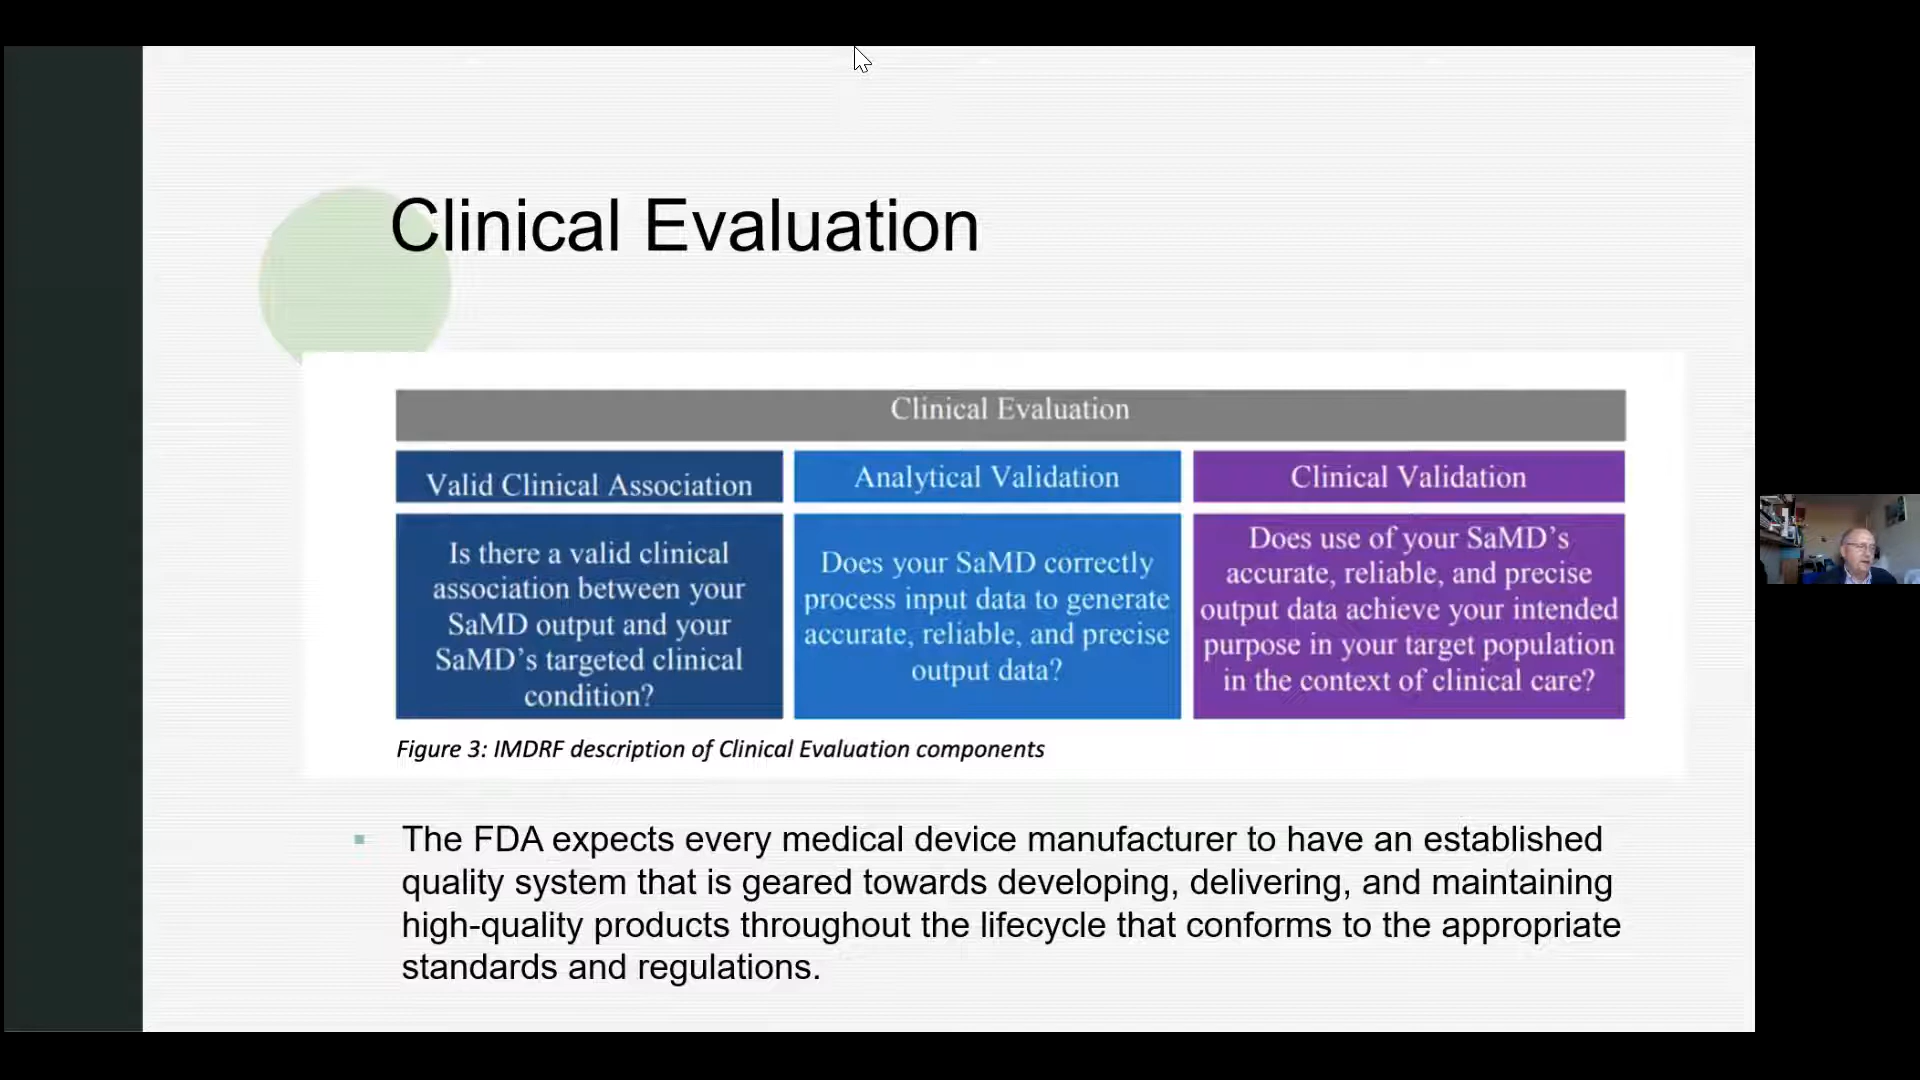 Clinical Evaluation
Clinical Evaluation
Valid Clinical Association
Analytical Validation
Clinical Validation
Is there a valid clinical
association between your
SaMD output and your
SaMD's targeted clinical
condition?
Does your SaMD correctly
process input data to generate
accurate, reliable, and precise
output data?
Does use of your SaMD's
accurate, reliable, and precise
output data achieve your intended
purpose in your target population
in the context of clinical care?
Figure 3: IMDRF description of Clinical Evaluation components
▪ The FDA expects every medical device manufacturer to have an established
quality system that is geared towards developing, delivering, and maintaining
high-quality products throughout the lifecycle that conforms to the appropriate
standards and regulations.